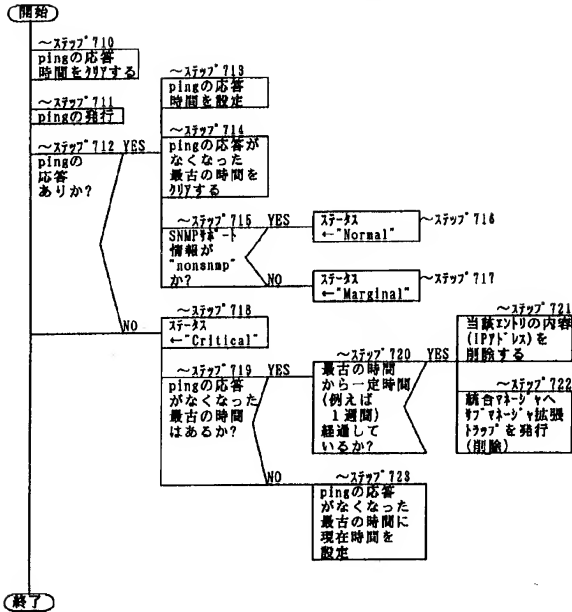 開始
～ステップ710
pingの応答
時間をクリアする
～ステップ711
pingの発行
～ステップ712 YES
pingの
応答
ありか?
～ステップ713
pingの応答
時間を設定
～ステップ714
pingの応答が
なくなった
最古の時間を
クリアする
～ステップ715 YES
SNMPサポート
情報が
"nonsnmp"
か?
NO
ステータス
←"Normal"
～ステップ716
ステータス
←"Marginal"
～ステップ717
NO
～ステップ718
ステータス
←"Critical"
～ステップ719 YES
pingの応答
がなくなった
最古の時間
はあるか?
～ステップ720 YES
最古の時間
から一定時間
(例えば
1週間)
経過して
いるか?
～ステップ721
当該エントリの内容
(IPアドレス)を
削除する
～ステップ722
統合マネージャへ
サブマネージャ拡張
トラップを発行
(削除)
NO
～ステップ723
pingの応答
がなくなった
最古の時間に
現在時間を
設定
終了